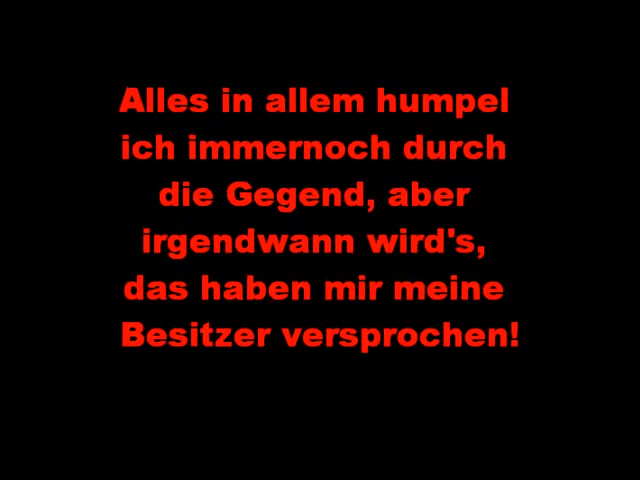 Alles in allem humpel
ich immernoch durch
die Gegend, aber
irgendwann wird's,
das haben mir meine
Besitzer versprochen!